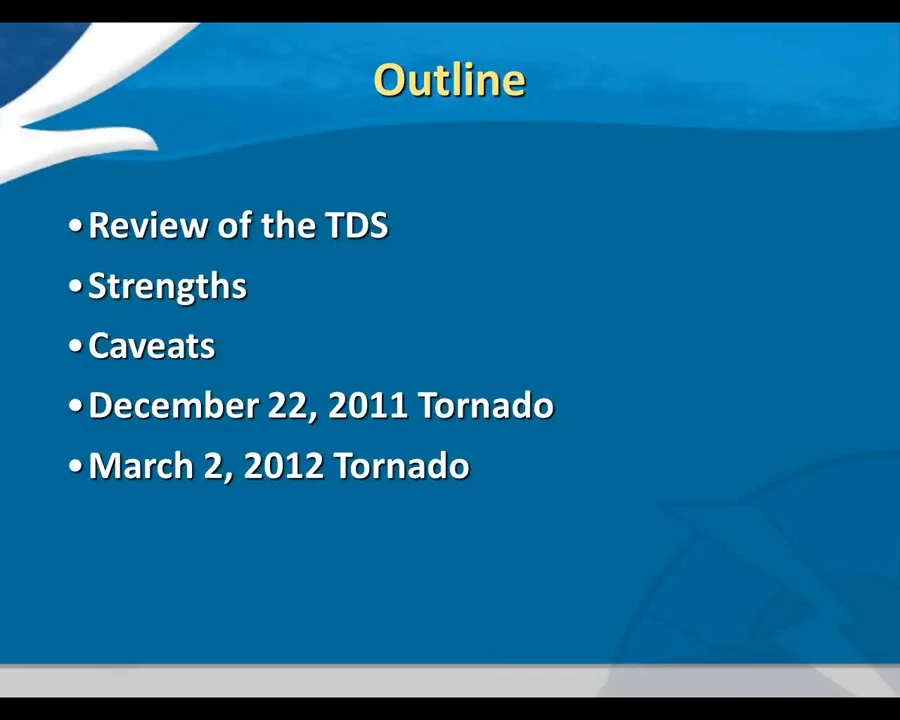 Outline
•Review of the TDS
•Strengths
•Caveats
•December 22, 2011 Tornado
•March 2, 2012 Tornado